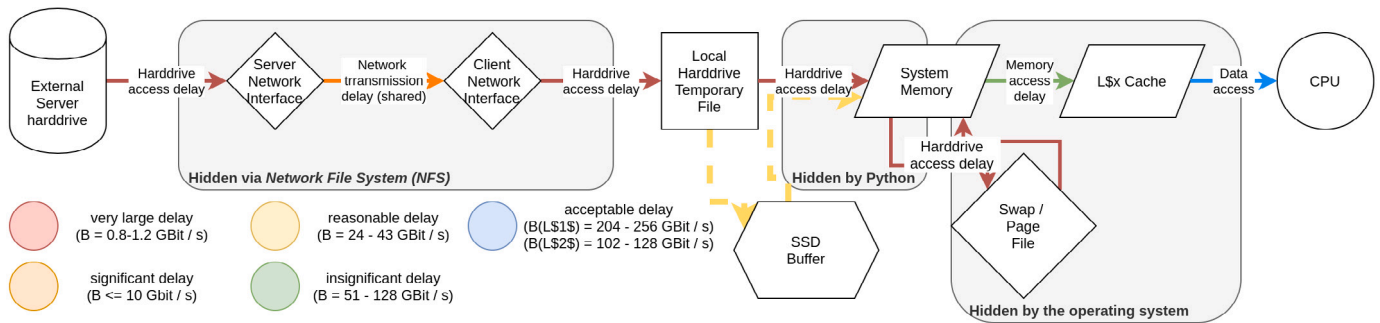 External
Server
harddrive
Harddrive
access delay
Server
Network
Interface
Network
trransmission
delay (shared)
Client
Network
Interface
Harddrive
access delay
Hidden via Network File System (NFS)
Local
Harddrive
Temporary
File
Harddrive
access delay
System
Memory
Memory
access
delay
L$x Cache
Data
access
CPU
Harddrive
access delay
Hidden by Python
Swap /
Page
File
Hidden by the operating system
SSD
Buffer
very large delay
(B = 0.8-1.2 GBit / s)
reasonable delay
(B = 24 - 43 GBit / s)
acceptable delay
(B(L$1$) = 204 - 256 GBit / s)
(B(L$2$) = 102 - 128 GBit / s)
significant delay
(B <= 10 Gbit / s)
insignificant delay
(B = 51 - 128 GBit / s)